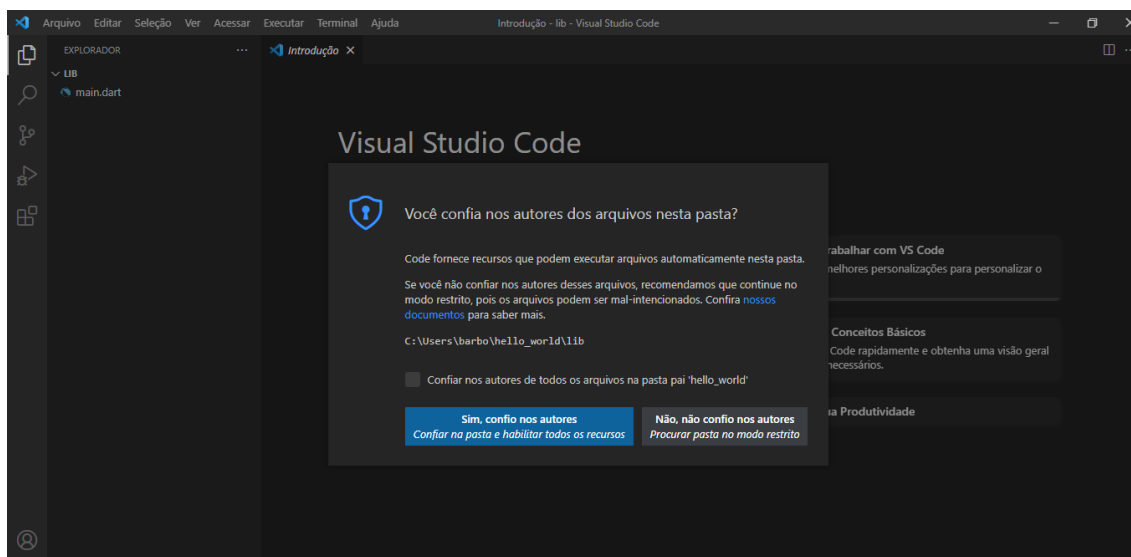 Arquivo Editar Seleção Ver Acessar Executar Terminal Ajuda Introdução - lib - Visual Studio Code
EXPLORADOR ... Introdução
LIB
main.dart
Visual Studio Code
Você confia nos autores dos arquivos nesta pasta?
Code fornece recursos que podem executar arquivos automaticamente nesta pasta.
Se você não confiar nos autores desses arquivos, recomendamos que continue no
modo restrito, pois os arquivos podem ser mal-intencionados. Confira nossos
documentos para saber mais.
C:\Users\barbo\hello_world\lib
Confiar nos autores de todos os arquivos na pasta pai 'hello_world'
Sim, confio nos autores
Confiar na pasta e habilitar todos os recursos
Não, não confio nos autores
Procurar pasta no modo restrito
rabalhar com VS Code
nelhores personalizações para personalizar o
Conceitos Básicos
Code rapidamente e obtenha uma visão geral
necessários.
Produtividade